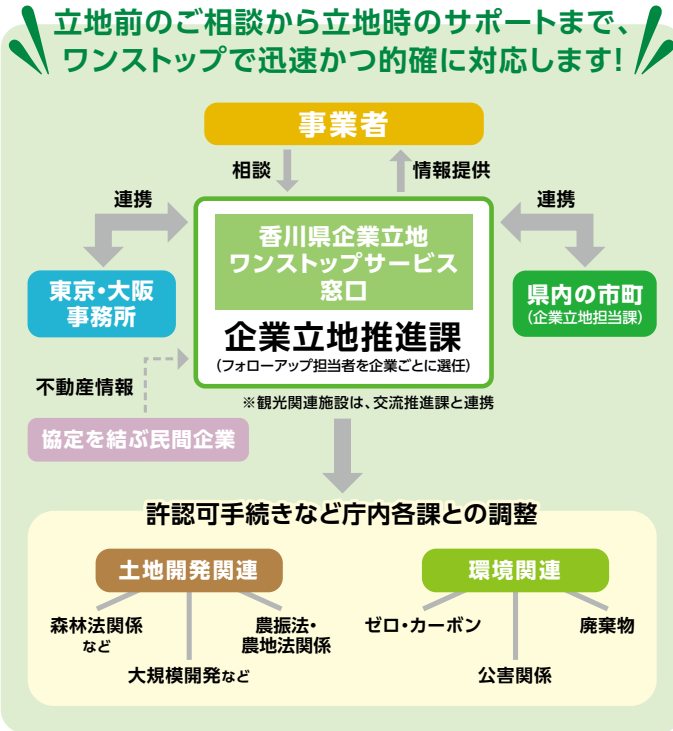 立地前のご相談から立地時のサポートまで、
ワンストップで迅速かつ的確に対応します!
事業者
相談
情報提供
連携
連携
香川県企業立地
ワンストップサービス
窓口
企業立地推進課
(フォローアップ担当者を企業ごとに選任)
東京・大阪
事務所
県内の市町
(企業立地担当課)
不動産情報
※観光関連施設は、交流推進課と連携
協定を結ぶ民間企業
許認可手続きなど庁内各課との調整
土地開発関連
環境関連
森林法関係
など
農振法・
農地法関係
大規模開発など
ゼロ・カーボン
廃棄物
公害関係